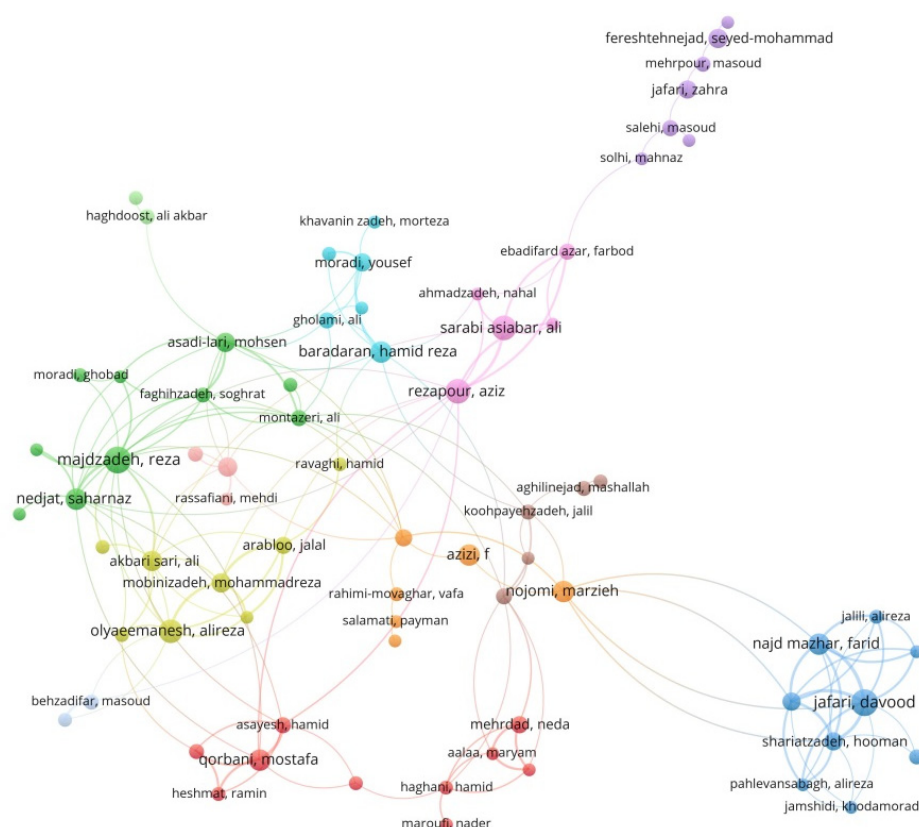 fereshtehnejad, seyed-mohammad
mehrpour, masoud
jafari, zahra
salehi, masoud
solhi, mahnaz
haghdoost, ali akbar
khavanin zadeh, morteza
ebadifard azar, farbod
moradi, yousef
ahmadzadeh, nahal
gholami, ali
sarabi asiabar, ali
asadi-lari, mohsen
baradaran, hamid reza
moradi, ghobad
faghihzadeh, soghrat
rezapour, aziz
montazeri, ali
majdzadeh, reza
ravaghi, hamid
aghilinejad, mashallah
nedjat, saharnaz
rassafiani, mehdi
koohpayehzadeh, jalil
arabloo, jalal
azizi, f
akbari sari, ali
mobinizadeh, mohammadreza
rahimi-movaghar, vafa
nojomi, marzieh
jalili, alireza
olyaeemanesh, alireza
salamati, payman
najd mazhar, farid
behzadifar, masoud
jafari, davood
asayesh, hamid
mehrdad, neda
shariatzadeh, hooman
qorbani, mostafa
aalaa, maryam
heshmat, ramin
haghani, hamid
pahlevansabagh, alireza
jamshidi, khodamorad
maroufi, nader